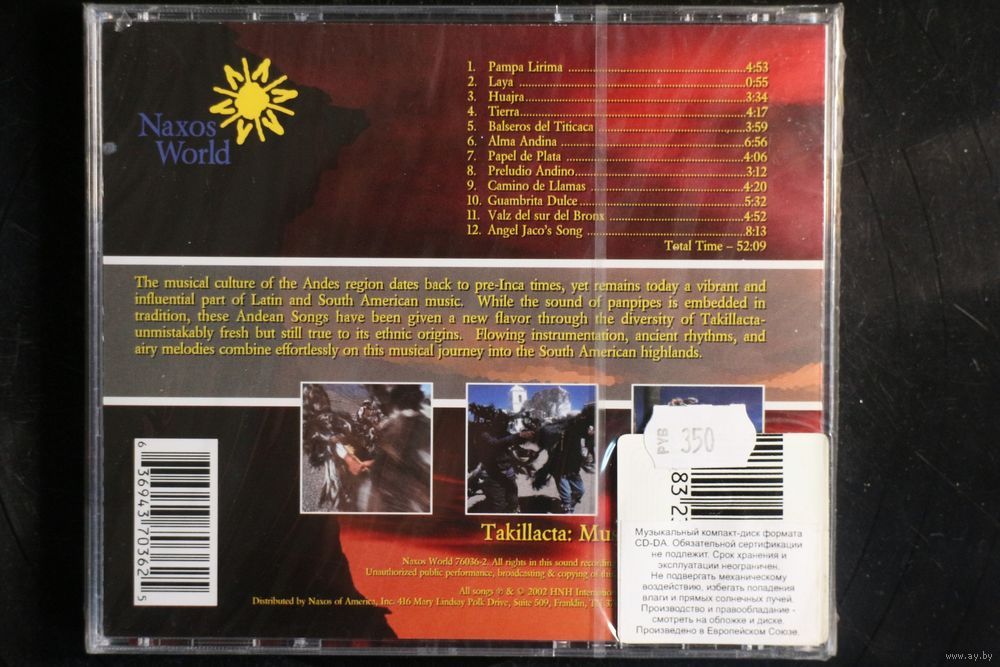 Naxos
World
1. Pampa Lirima ........ 4:53
2. Laya ........ 0:55
3. Huajra ........ 3:34
4. Tierra ........ 4:17
5. Balseros del Titicaca ........ 3:59
6. Alma Andina ........ 6:56
7. Papel de Plata ........ 4:06
8. Preludio Andino ........ 3:12
9. Camino de Llamas ........ 4:20
10. Guambrita Dulce ........ 5:32
11. Valz del sur del Bronx ........ 4:52
12. Angel Jaco's Song ........ 8:13
Total Time – 52:09
The musical culture of the Andes region dates back to pre-Inca times, yet remains today a vibrant and
influential part of Latin and South American music. While the sound of panpipes is embedded in
tradition, these Andean Songs have been given a new flavor through the diversity of Takillacta-
unmistakably fresh but still true to its ethnic origins. Flowing instrumentation, ancient rhythms, and
airy melodies combine effortlessly on this musical journey into the South American highlands.
6 36943 70362 5
Takillacta:
Naxos World 76036-2. All rights in this sound
Unauthorized public performance, broadcasting & copying of
All songs ℗ & © 2002 HNH
Distributed by Naxos of America, Inc. 416 Mary Lindsay Polk Drive, Suite 509, Franklin,
РУБ 350
Музыкальный компакт-диск формата
CD-DA. Обязательной сертификации
не подлежит. Срок хранения и
эксплуатации неограничен.
Не подвергать механическому
воздействию, избегать попадения
влаги и прямых солнечных лучей.
Производство и правообладание -
смотреть на обложке и диске.
Произведено в Европейском Союзе.
www.ay.by